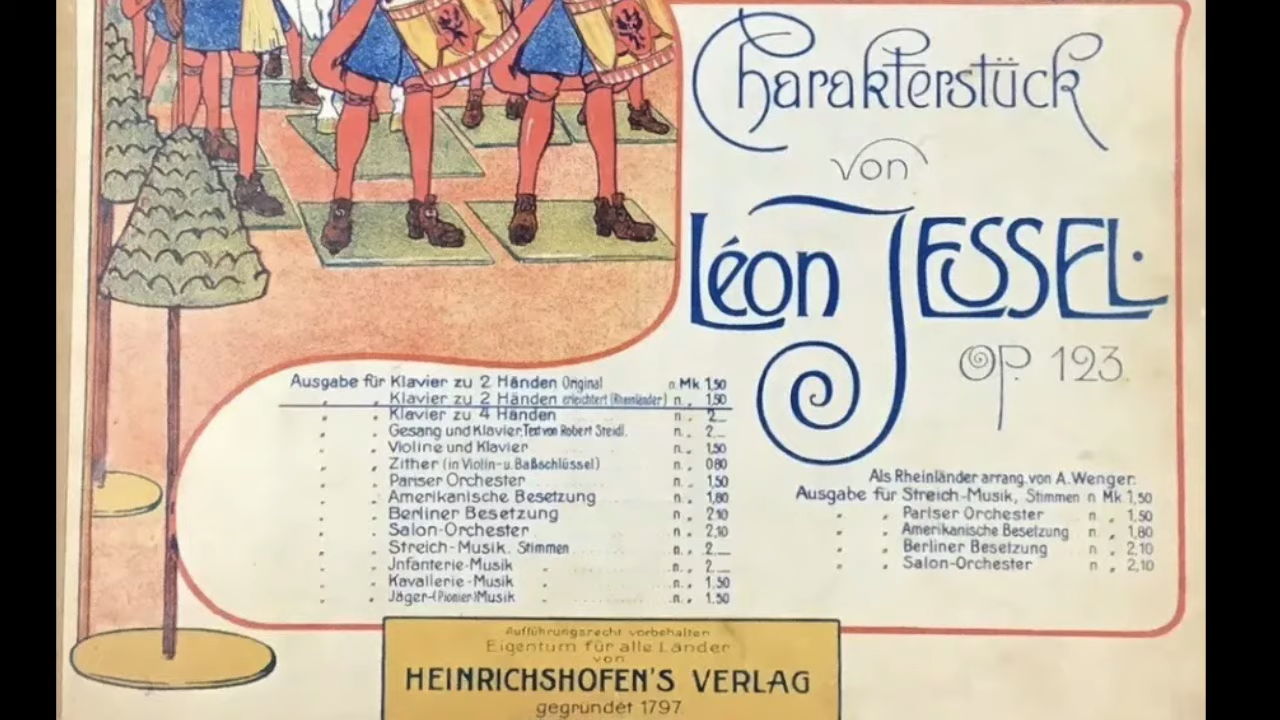 Charakterstück
von
Léon JESSEL.
Op. 123.
Ausgabe für Klavier zu 2 Händen Original n. Mk 1,50
" " Klavier zu 2 Händen erleichtert (Rheinländer) n. " 1,50
" " Klavier zu 4 Händen n. " 2_
" " Gesang und Klavier, Text von Robert Steidl. n. " 2_
" " Violine und Klavier n. " 1,50
" " Zither (in Violin- u. Baßschlüssel) n. " 0 80
" " Pariser Orchester n. " 1,50
" " Amerikanische Besetzung n. " 1,80
" " Berliner Besetzung n. " 2,10
" " Salon-Orchester n. " 2,10
" " Streich-Musik. Stimmen n. " 2_
" " Jnfanterie-Musik " n. " 2_
" " Kavallerie-Musik " n. " 1.50
" " Jäger-(Pionier-)Musik " n. " 1.50
Als Rheinländer arrang. von A. Wenger.
Ausgabe für Streich-Musik, Stimmen n Mk 1,50
" " Pariser Orchester n " 1,50
" " Amerikanische Besetzung n " 1,80
" " Berliner Besetzung n " 2,10
" " Salon-Orchester n " 2,10
Aufführungsrecht vorbehalten
Eigentum für alle Länder
von
HEINRICHSHOFEN'S VERLAG
gegründet 1797.